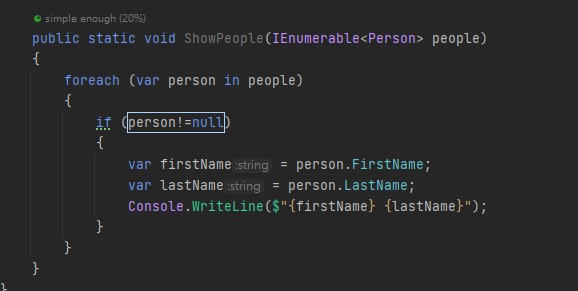 simple enough (20%)
public static void ShowPeople(IEnumerable<Person> people)
{
    foreach (var person in people)
    {
        if (person!=null)
        {
            var firstName :string = person.FirstName;
            var lastName :string = person.LastName;
            Console.WriteLine($"{firstName} {lastName}");
        }
    }
}
}